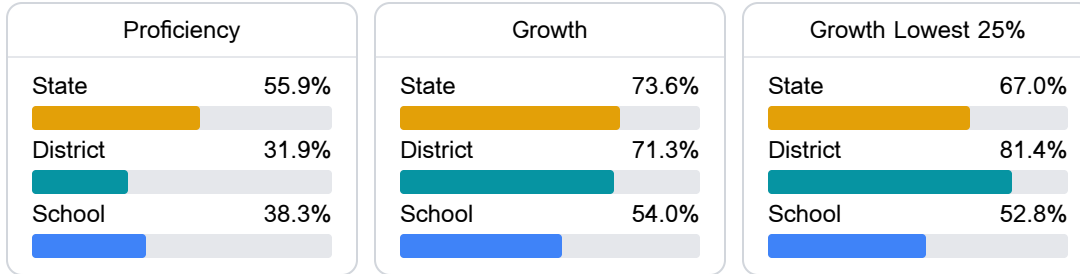 Proficiency
State 55.9%
District 31.9%
School 38.3%
Growth
State 73.6%
District 71.3%
School 54.0%
Growth Lowest 25%
State 67.0%
District 81.4%
School 52.8%